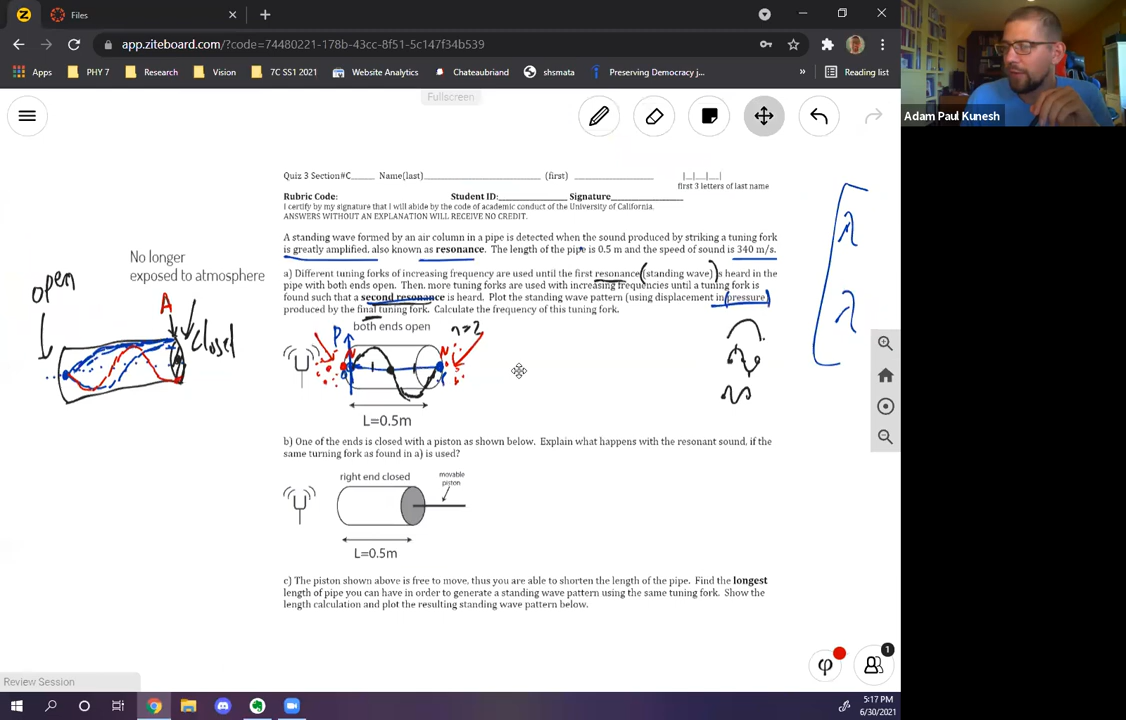 Files
app.ziteboard.com/?code=74480221-178b-43cc-8f51-5c147f34b539
Apps PHY 7 Research Vision 7C SS1 2021 Website Analytics Chateaubriand shsmata Preserving Democracy j... » Reading list
Fullscreen
Adam Paul Kunesh
Quiz 3 Section#C_____ Name(last)____________________ (first) ______________ |_|_|_|
first 3 letters of last name
Rubric Code: Student ID:______________ Signature______________
I certify by my signature that I will abide by the code of academic conduct of the University of California.
ANSWERS WITHOUT AN EXPLANATION WILL RECEIVE NO CREDIT.
A standing wave formed by an air column in a pipe is detected when the sound produced by striking a tuning fork
is greatly amplified, also known as resonance. The length of the pipe is 0.5 m and the speed of sound is 340 m/s.
a) Different tuning forks of increasing frequency are used until the first resonance (standing wave) is heard in the
pipe with both ends open. Then, more tuning forks are used with increasing frequencies until a tuning fork is
found such that a second resonance is heard. Plot the standing wave pattern (using displacement in pressure)
produced by the final tuning fork. Calculate the frequency of this tuning fork.
No longer
exposed to atmosphere
open
A
closed
both ends open
n=2
P
N
N
L=0.5m
λ
λ
b) One of the ends is closed with a piston as shown below. Explain what happens with the resonant sound, if the
same turning fork as found in a) is used?
right end closed
movable
piston
L=0.5m
c) The piston shown above is free to move, thus you are able to shorten the length of the pipe. Find the longest
length of pipe you can have in order to generate a standing wave pattern using the same tuning fork. Show the
length calculation and plot the resulting standing wave pattern below.
φ
1
Review Session
5:17 PM
6/30/2021